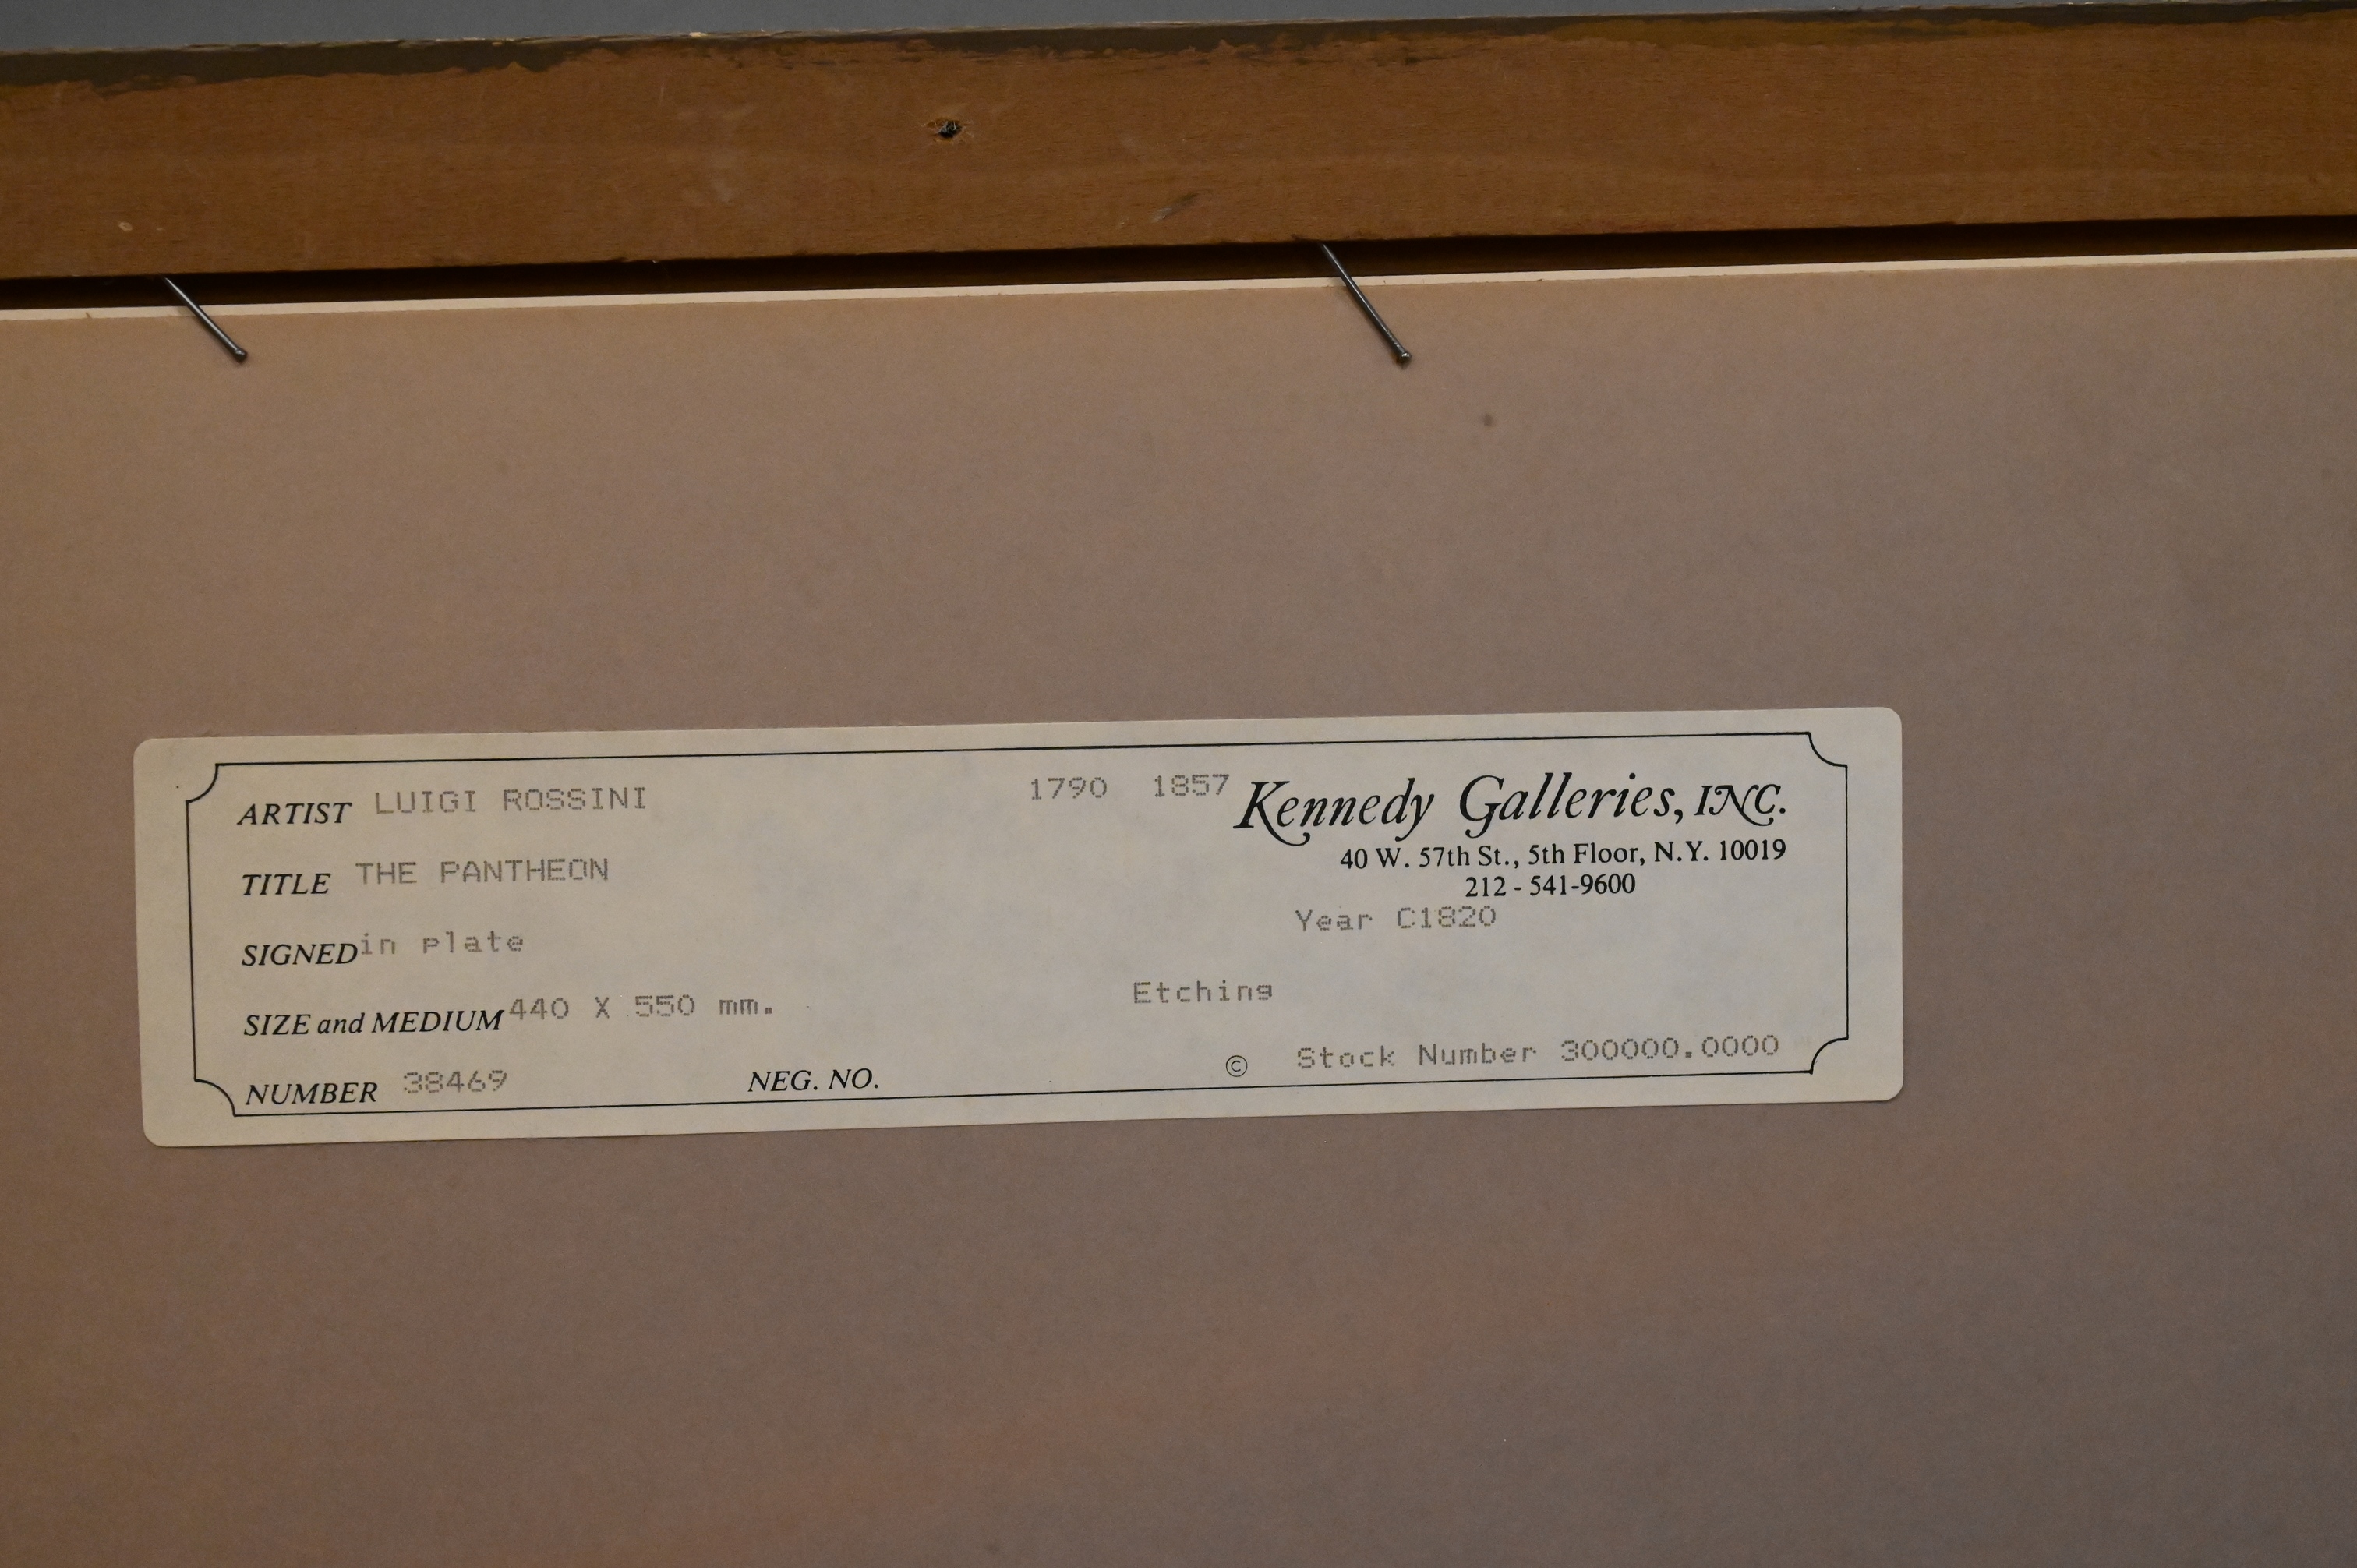 ARTIST LUIGI ROSSINI 1790 1857
Kennedy Galleries, INC.
40 W. 57th St., 5th Floor, N.Y. 10019
212 - 541-9600
TITLE THE PANTHEON
Year C1820
SIGNED in plate
SIZE and MEDIUM 440 X 550 mm. Etching
NUMBER 38469 NEG. NO. © Stock Number 300000.0000